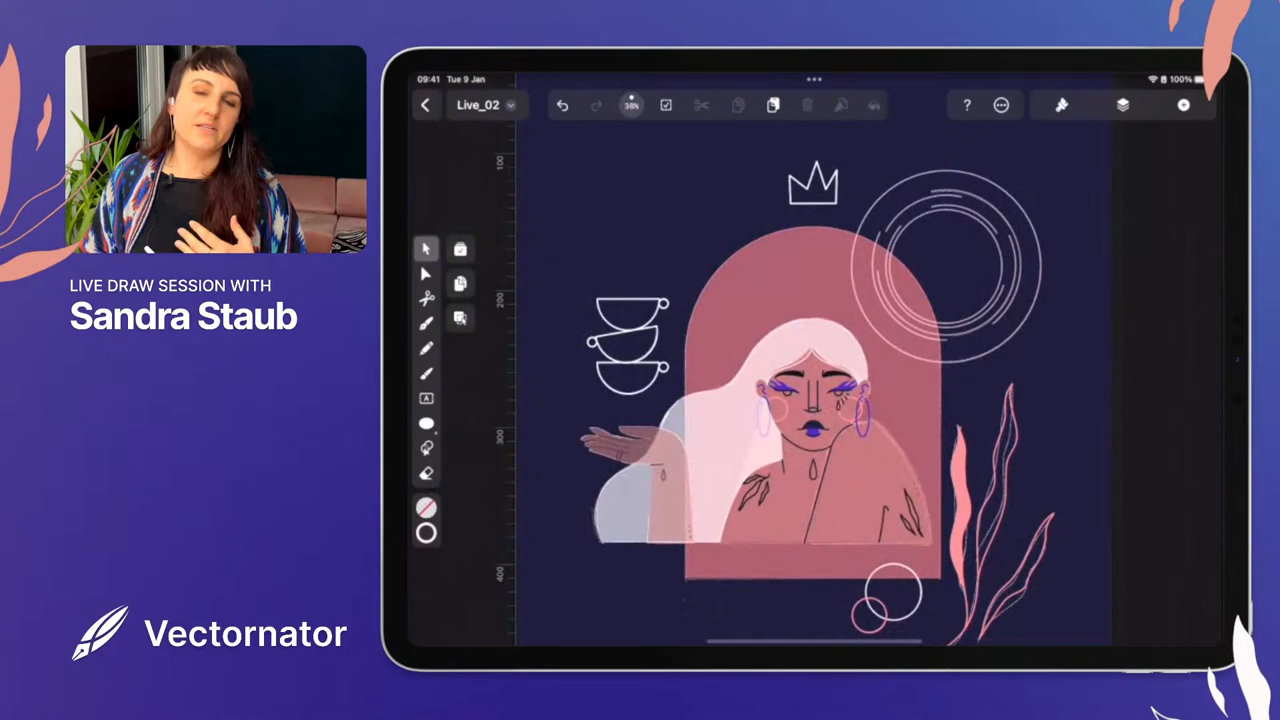 09:41 Tue 9 Jan
100%
Live_02
38%
?
100
200
A
300
400
LIVE DRAW SESSION WITH
Sandra Staub
Vectornator